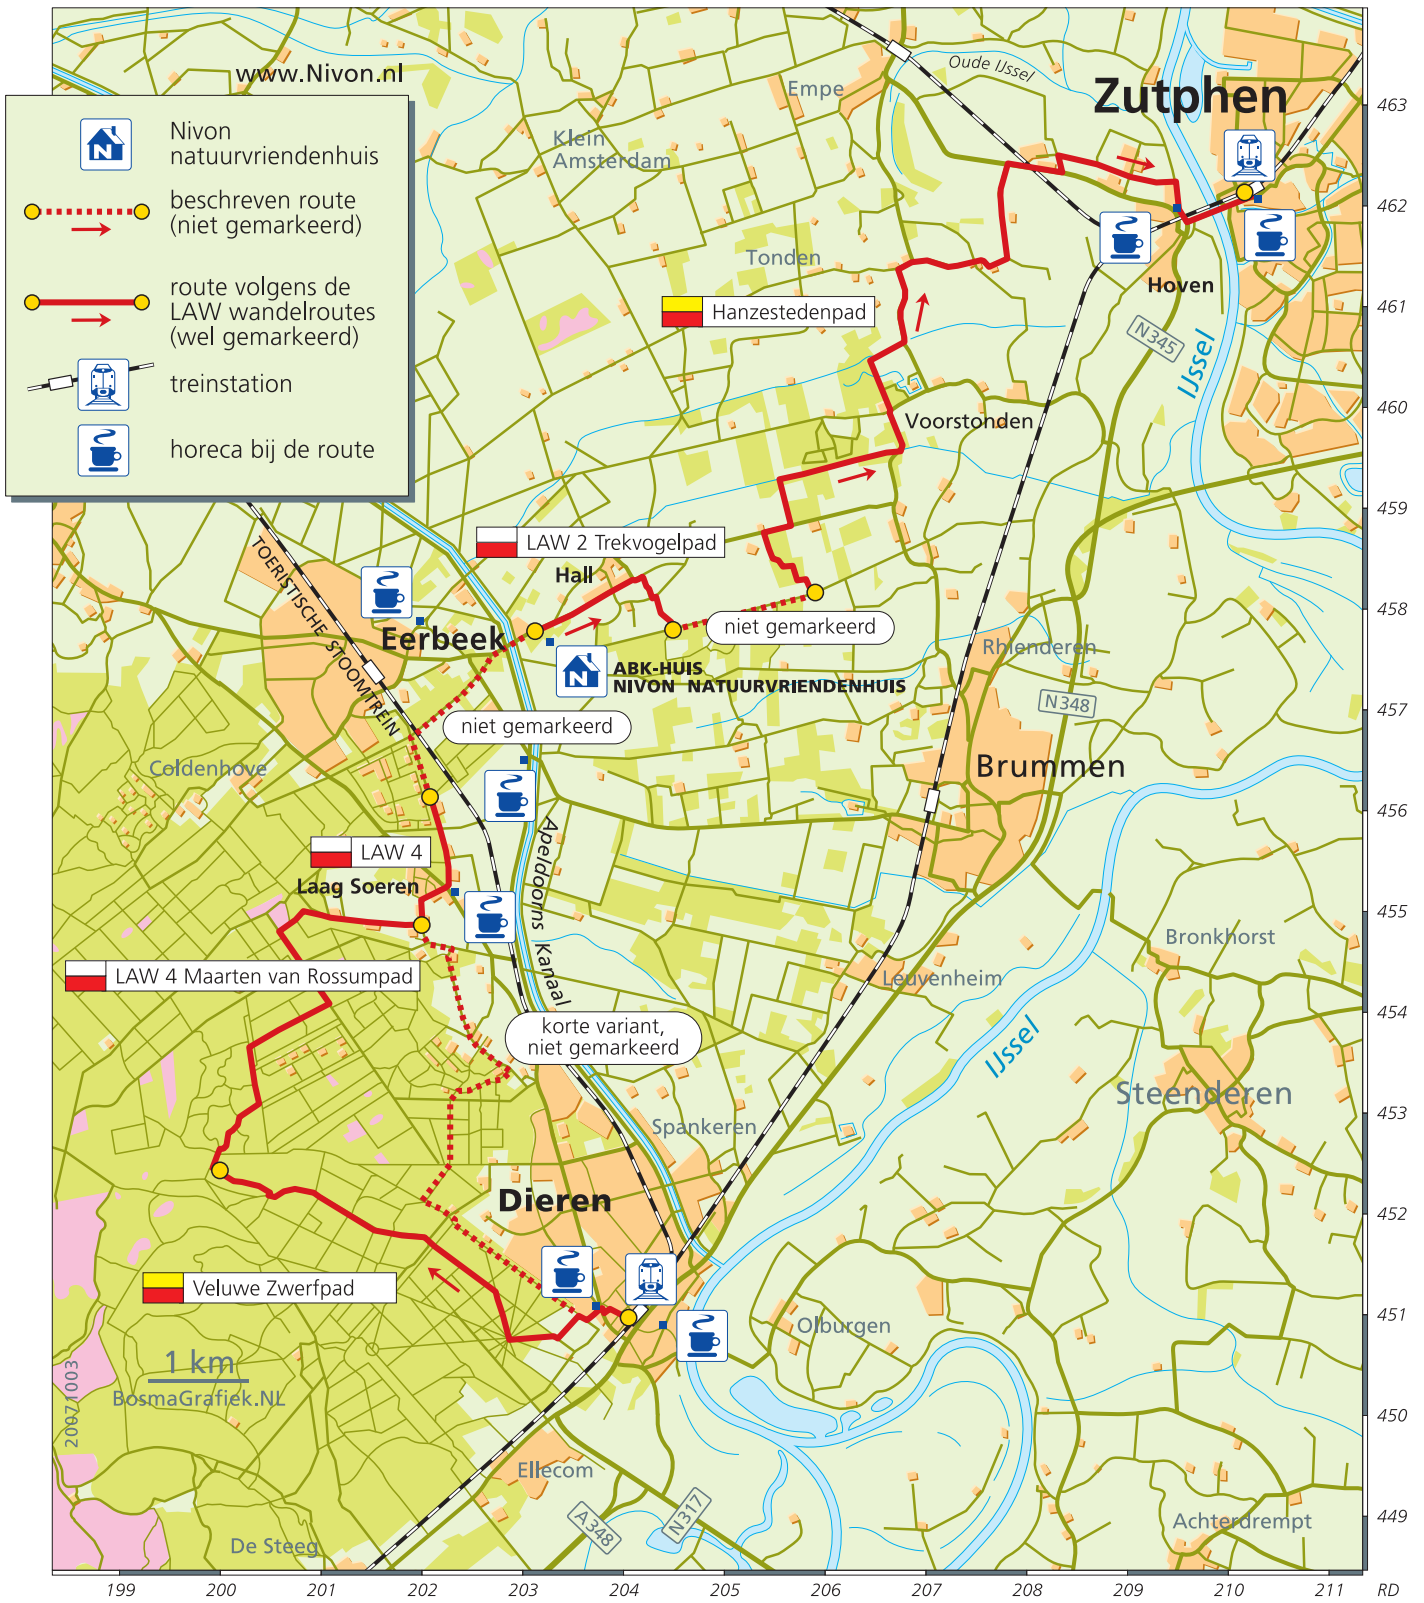 www.Nivon.nl
Nivon
natuurvriendenhuis
beschreven route
(niet gemarkeerd)
route volgens de
LAW wandelroutes
(wel gemarkeerd)
treinstation
horeca bij de route
Zutphen
Oude IJssel
Empe
Klein
Amsterdam
Tonden
Hoven
Hanzestedenpad
N345
IJssel
Voorstonden
LAW 2 Trekvogelpad
Hall
TOERISTISCHE STOOMTREIN
Eerbeek
niet gemarkeerd
Rhienderen
N
ABK-HUIS
NIVON NATUURVRIENDENHUIS
N348
niet gemarkeerd
Coldenhove
Brummen
Apeldoorns Kanaal
LAW 4
Laag Soeren
Bronkhorst
LAW 4 Maarten van Rossumpad
Leuvenheim
korte variant,
niet gemarkeerd
IJssel
Steenderen
Spankeren
Dieren
Veluwe Zwerfpad
Olburgen
1 km
BosmaGrafiek.NL
20071003
Ellecom
A348
N317
De Steeg
Achterdrempt
463
462
461
460
459
458
457
456
455
454
453
452
451
450
449
199 200 201 202 203 204 205 206 207 208 209 210 211 RD